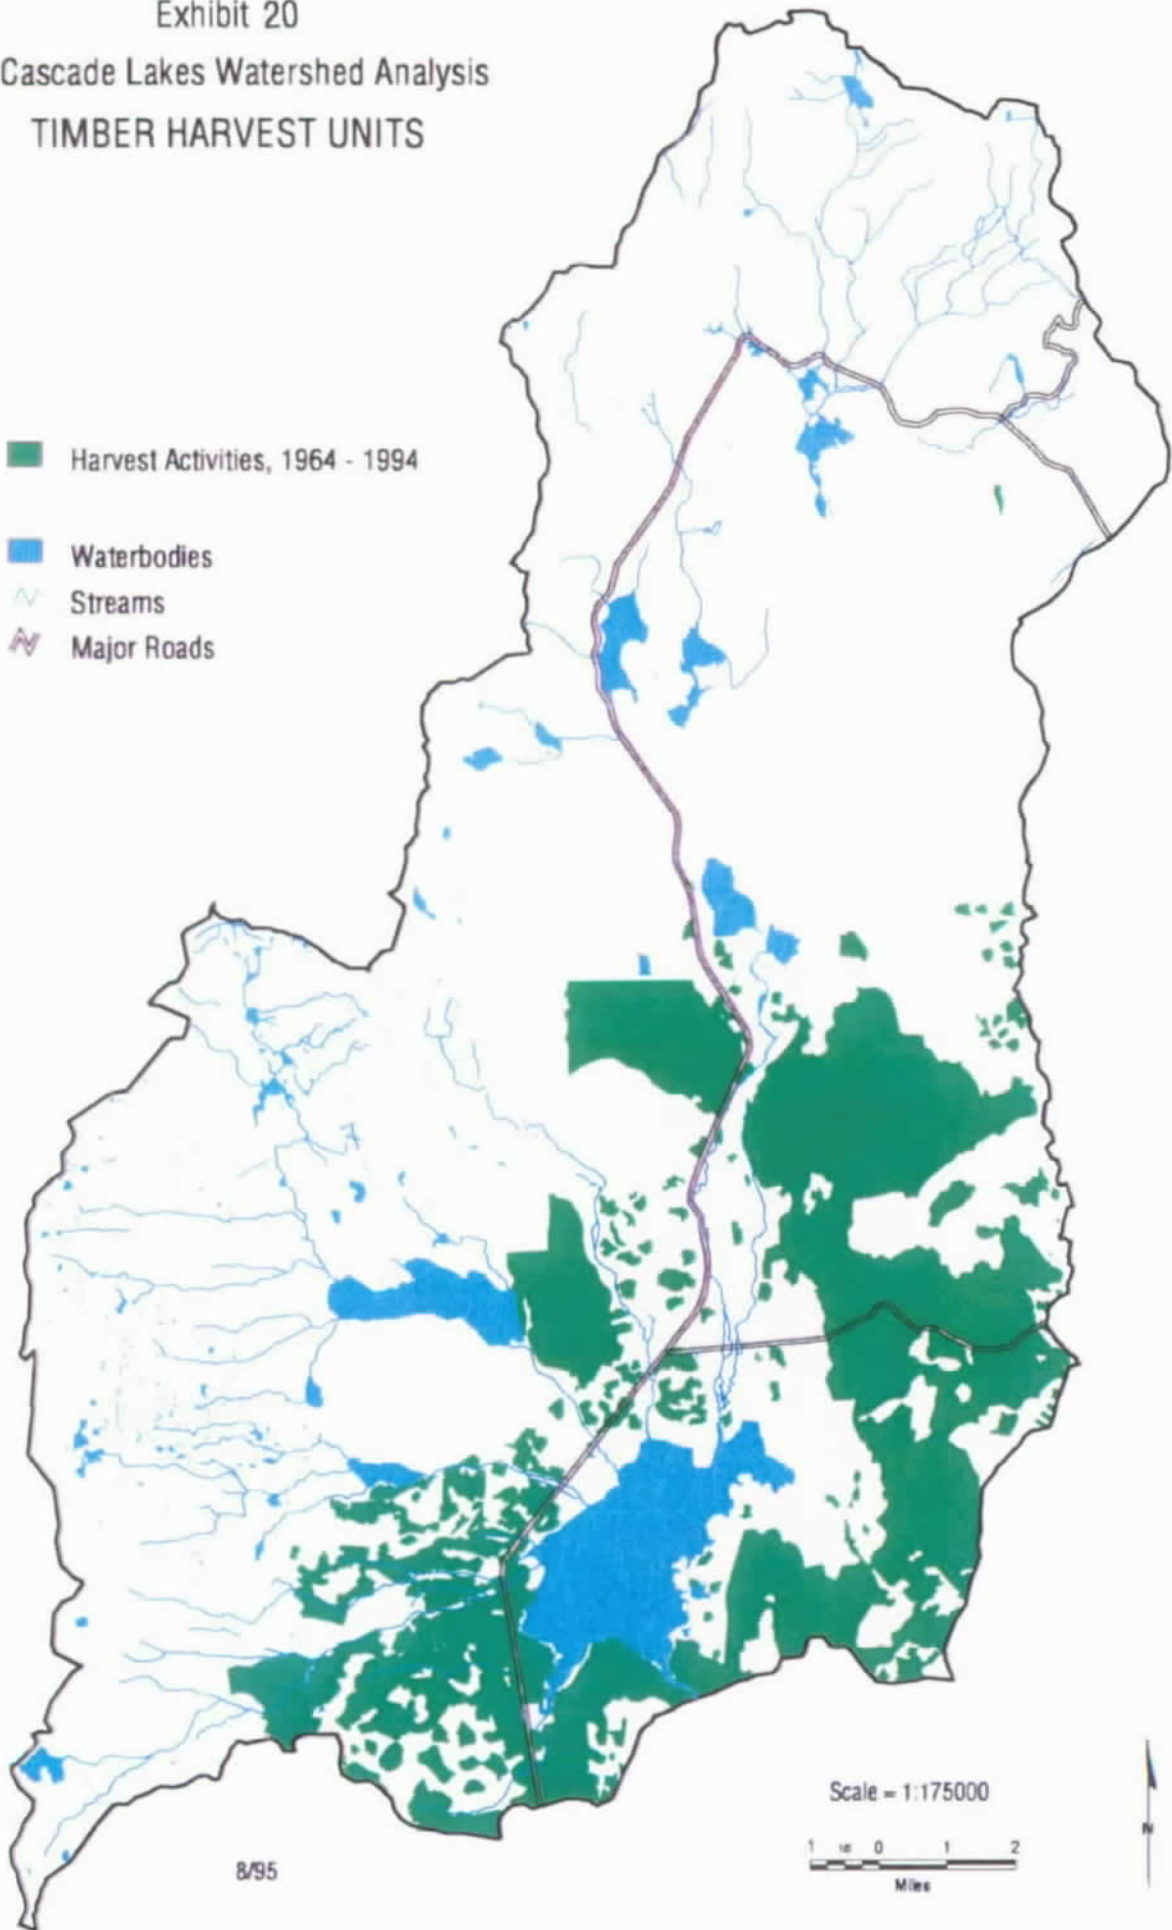 Exhibit 20
Cascade Lakes Watershed Analysis
TIMBER HARVEST UNITS
Harvest Activities, 1964 - 1994
Waterbodies
Streams
Major Roads
Scale = 1:175000
1 0 1 2
Miles
N
8/95